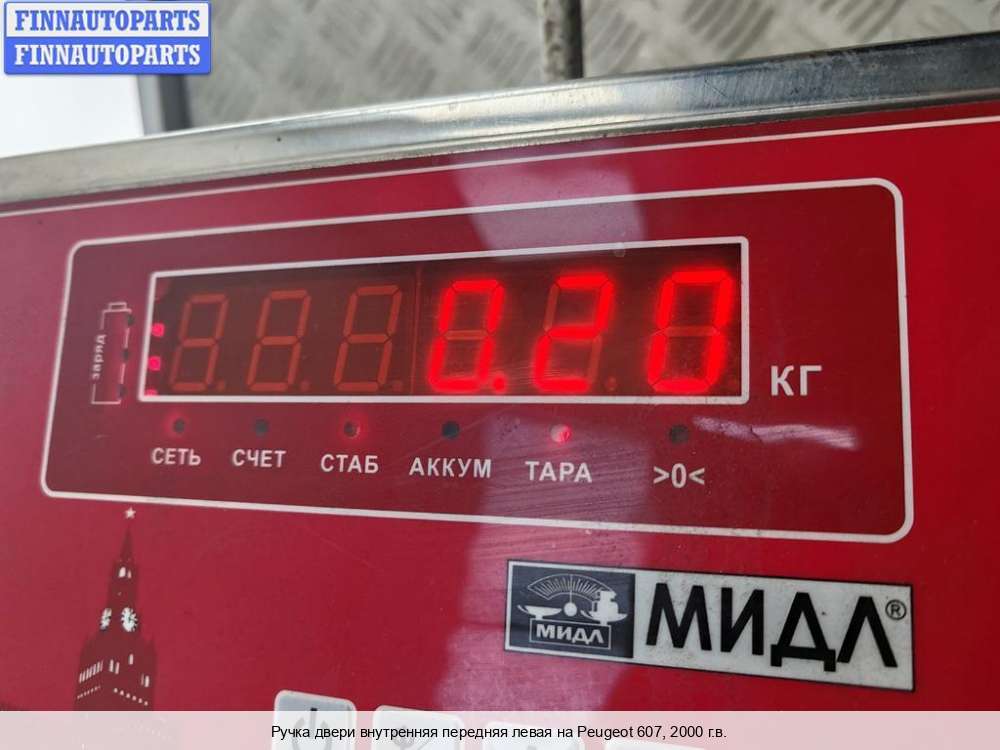 FINNAUTOPARTS
FINNAUTOPARTS
0.20
КГ
заряд
СЕТЬ СЧЕТ СТАБ АККУМ ТАРА >0<
МИДЛ МИДЛ®
Ручка двери внутренняя передняя левая на Peugeot 607, 2000 г.в.